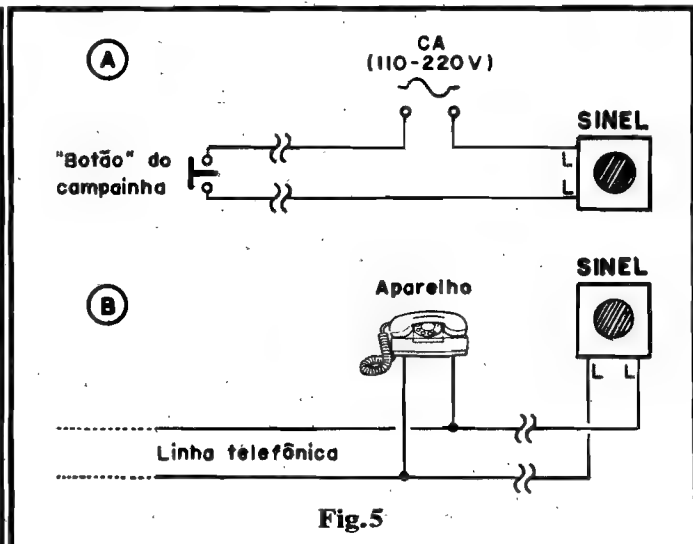 A
CA
(110-220V)
SINEL
"Botão" do
campainha
L
L
B
Aparelho
SINEL
L L
Linha telefônica
Fig.5